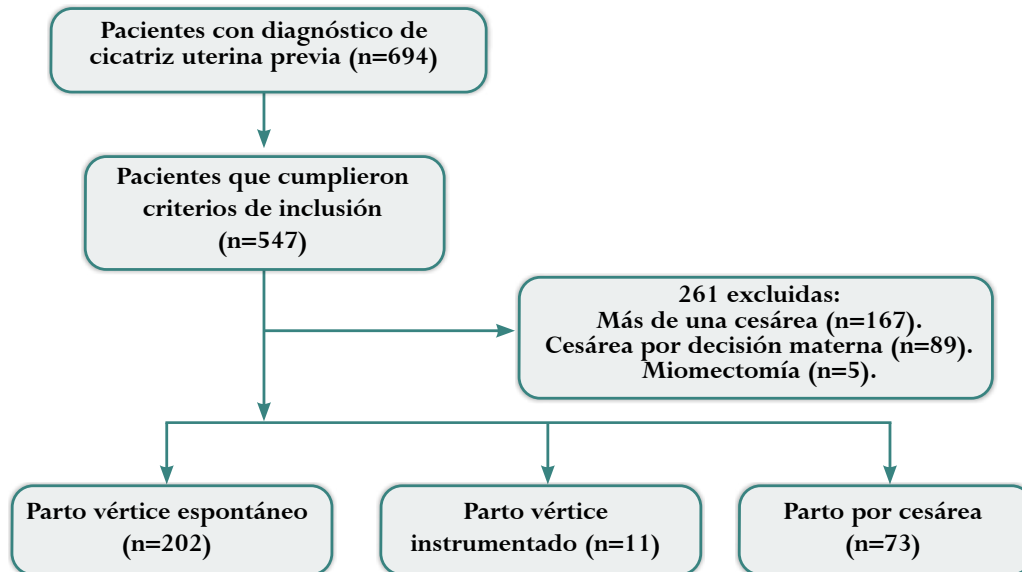 Pacientes con diagnóstico de
cicatriz uterina previa (n=694)
Pacientes que cumplieron
criterios de inclusión
(n=547)
261 excluidas:
Más de una cesárea (n=167).
Cesárea por decisión materna (n=89).
Miomectomía (n=5).
Parto vértice espontáneo
(n=202)
Parto vértice
instrumentado (n=11)
Parto por cesárea
(n=73)